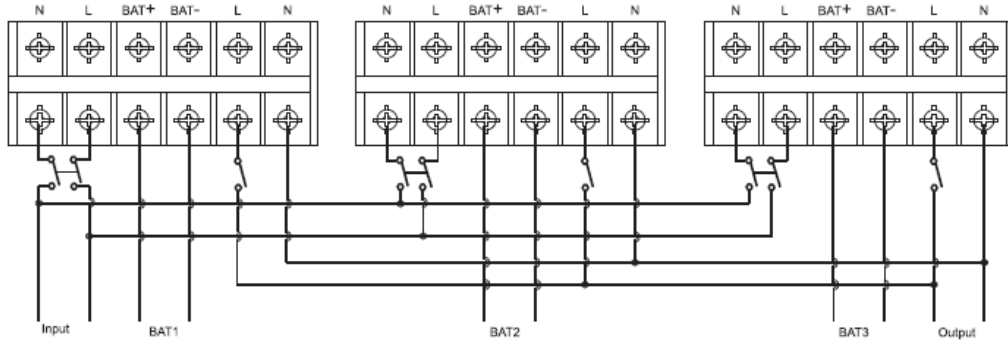 N L BAT+ BAT- L N N L BAT+ BAT- L N N L BAT+ BAT- L N
Input BAT1 BAT2 BAT3 Output